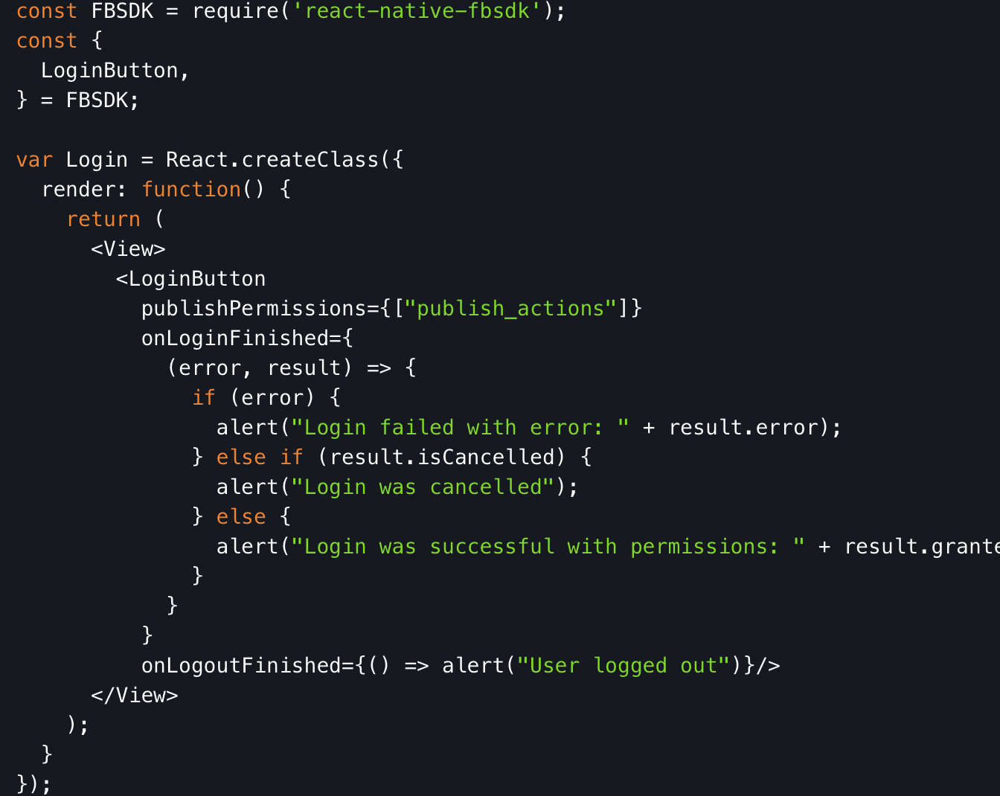 const FBSDK = require('react-native-fbsdk');
const {
  LoginButton,
} = FBSDK;

var Login = React.createClass({
  render: function() {
    return (
      <View>
        <LoginButton
          publishPermissions={["publish_actions"]}
          onLoginFinished={
            (error, result) => {
              if (error) {
                alert("Login failed with error: " + result.error);
              } else if (result.isCancelled) {
                alert("Login was cancelled");
              } else {
                alert("Login was successful with permissions: " + result.grante
              }
            }
          }
          onLogoutFinished={() => alert("User logged out")}/>
      </View>
    );
  }
});